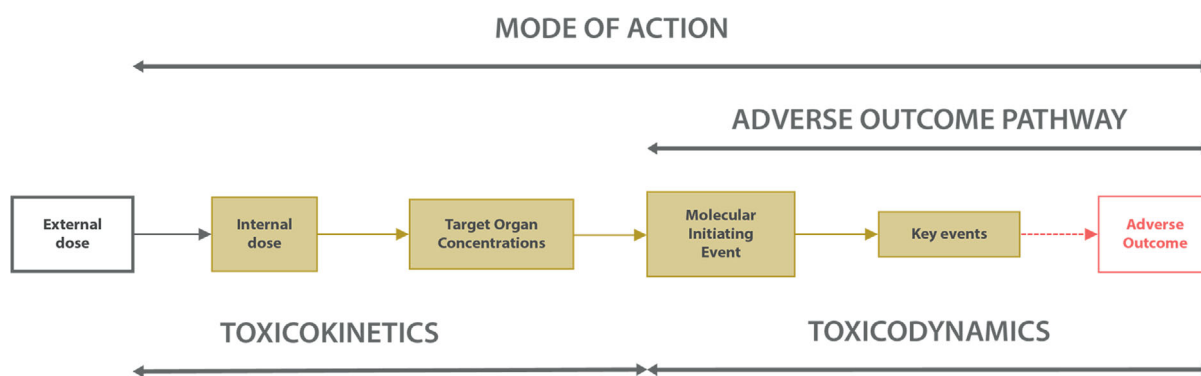 MODE OF ACTION
ADVERSE OUTCOME PATHWAY
External
dose
Internal
dose
Target Organ
Concentrations
Molecular
Initiating
Event
Key events
Adverse
Outcome
TOXICOKINETICS
TOXICODYNAMICS